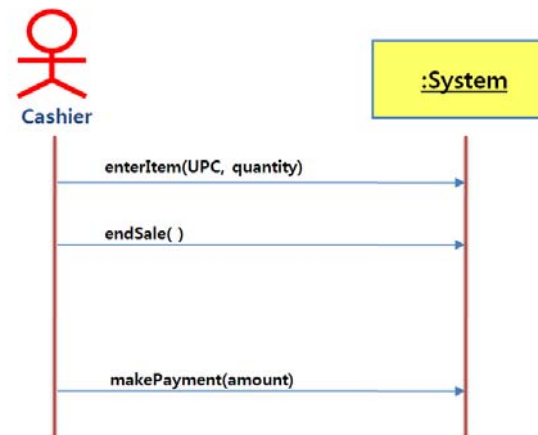 :System
Cashier
enterItem(UPC, quantity)
endSale( )
makePayment(amount)